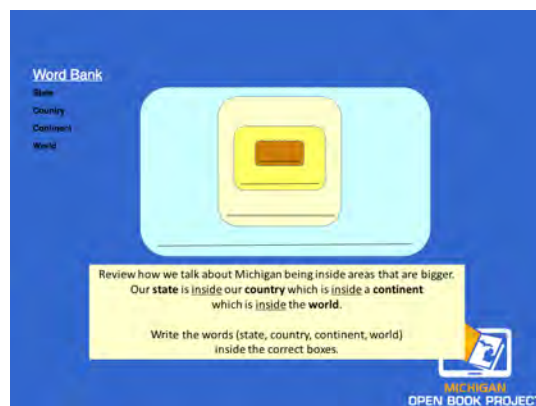 Word Bank
State
Country
Continent
World
Review how we talk about Michigan being inside areas that are bigger.
Our state is inside our country which is inside a continent
which is inside the world.
Write the words (state, country, continent, world)
inside the correct boxes.
MICHIGAN
OPEN BOOK PROJECT